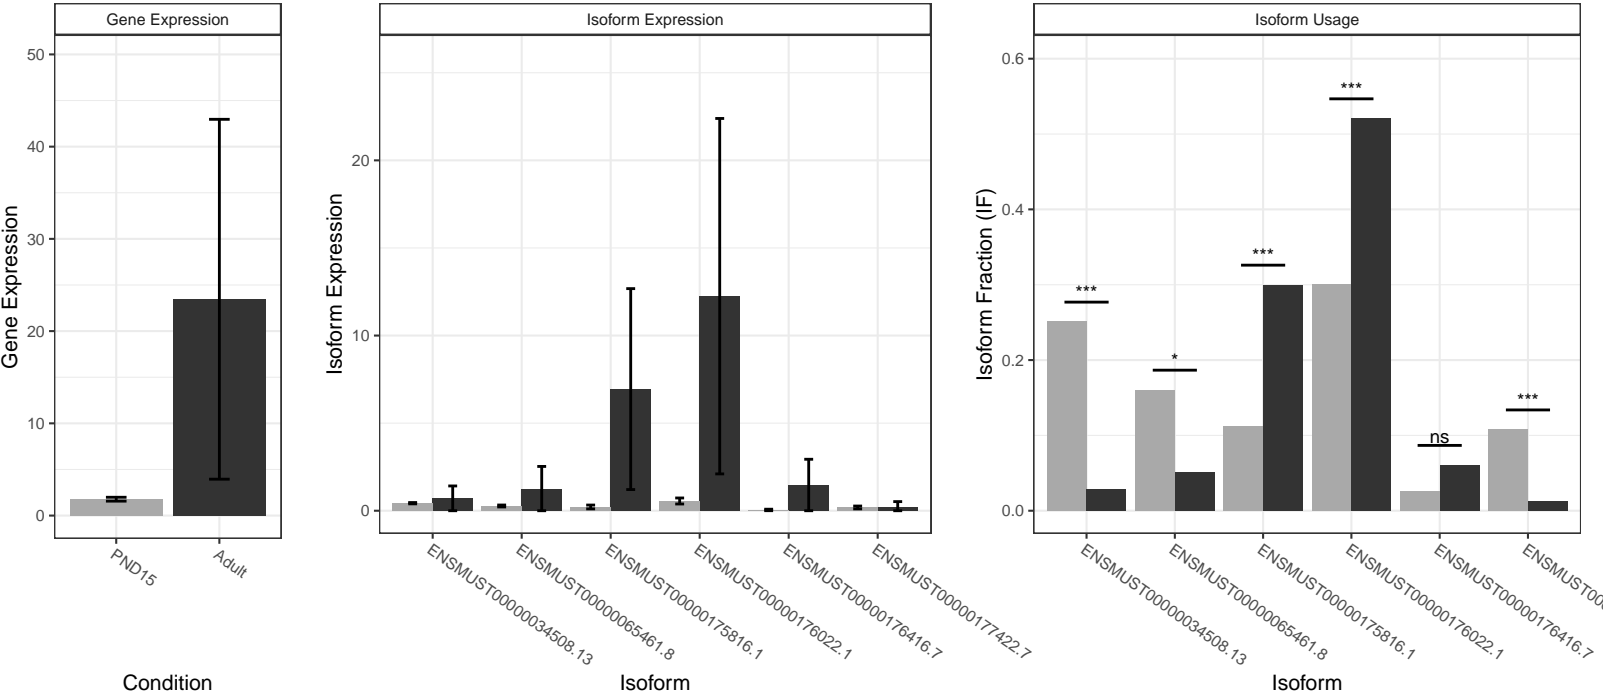 Gene Expression
Isoform Expression
Isoform Usage
Gene Expression
50
40
30
20
10
0
PND15
Adult
Condition
Isoform Expression
20
10
0
ENSMUST00000034508.13
ENSMUST00000065461.8
ENSMUST00000175816.1
ENSMUST00000176022.1
ENSMUST00000176416.7
ENSMUST00000177422.7
Isoform
Isoform Fraction (IF)
0.6
0.4
0.2
0.0
***
*
***
***
ns
***
ENSMUST00000034508.13
ENSMUST00000065461.8
ENSMUST00000175816.1
ENSMUST00000176022.1
ENSMUST00000176416.7
Isoform